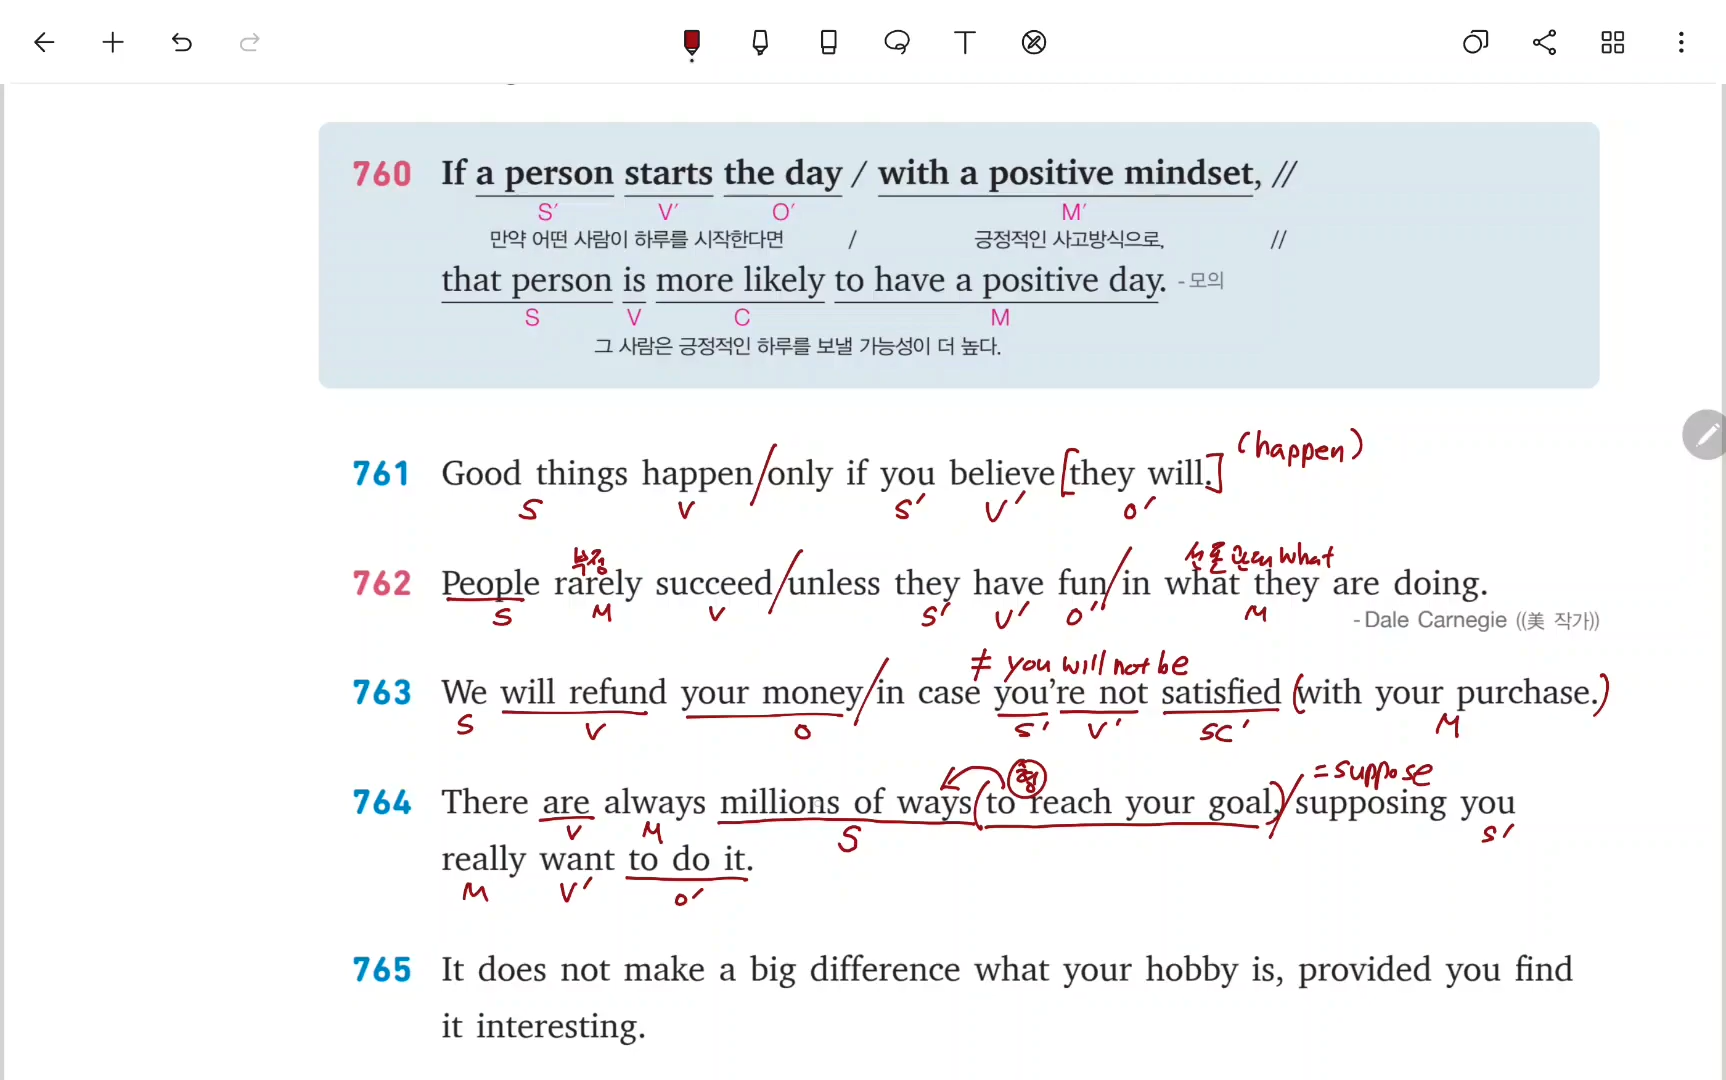 760 If a person starts the day / with a positive mindset, //
S′ V′ O′ M′
만약 어떤 사람이 하루를 시작한다면 / 긍정적인 사고방식으로, //
that person is more likely to have a positive day. - 모의
S V C M
그 사람은 긍정적인 하루를 보낼 가능성이 더 높다.
(happen)
761 Good things happen / only if you believe [they will.]
S V S′ V′ O′
부정 선포관대 what
762 People rarely succeed / unless they have fun / in what they are doing.
S M V S′ V′ O′ M
- Dale Carnegie ((美 작가))
≠ you will not be
763 We will refund your money / in case you're not satisfied (with your purchase.)
S V O S′ V′ SC′ M
형 = suppose
764 There are always millions of ways (to reach your goal,) / supposing you
V M S S′
really want to do it.
M V′ O′
765 It does not make a big difference what your hobby is, provided you find
it interesting.